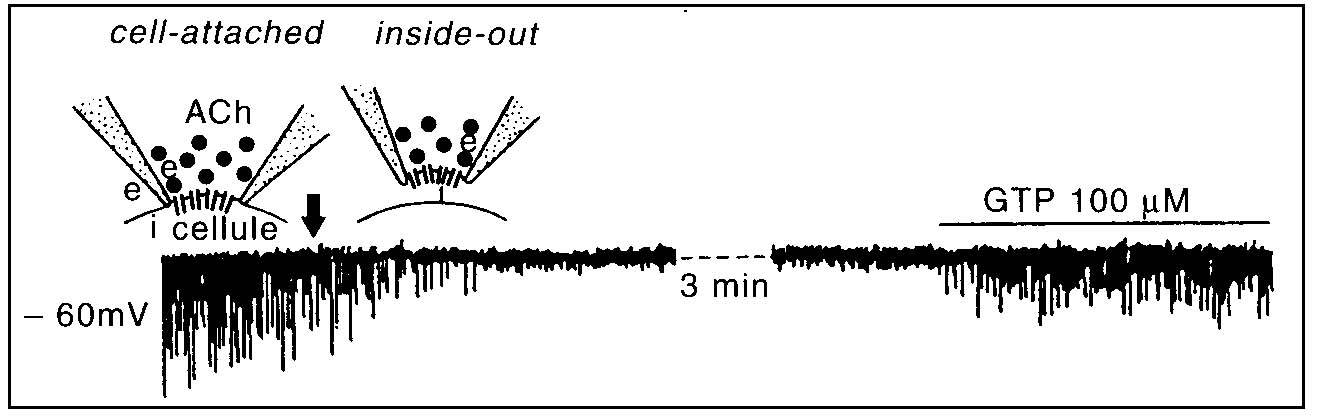 cell-attached inside-out
ACh
e
e
e
i cellule
GTP 100 μM
3 min
– 60mV